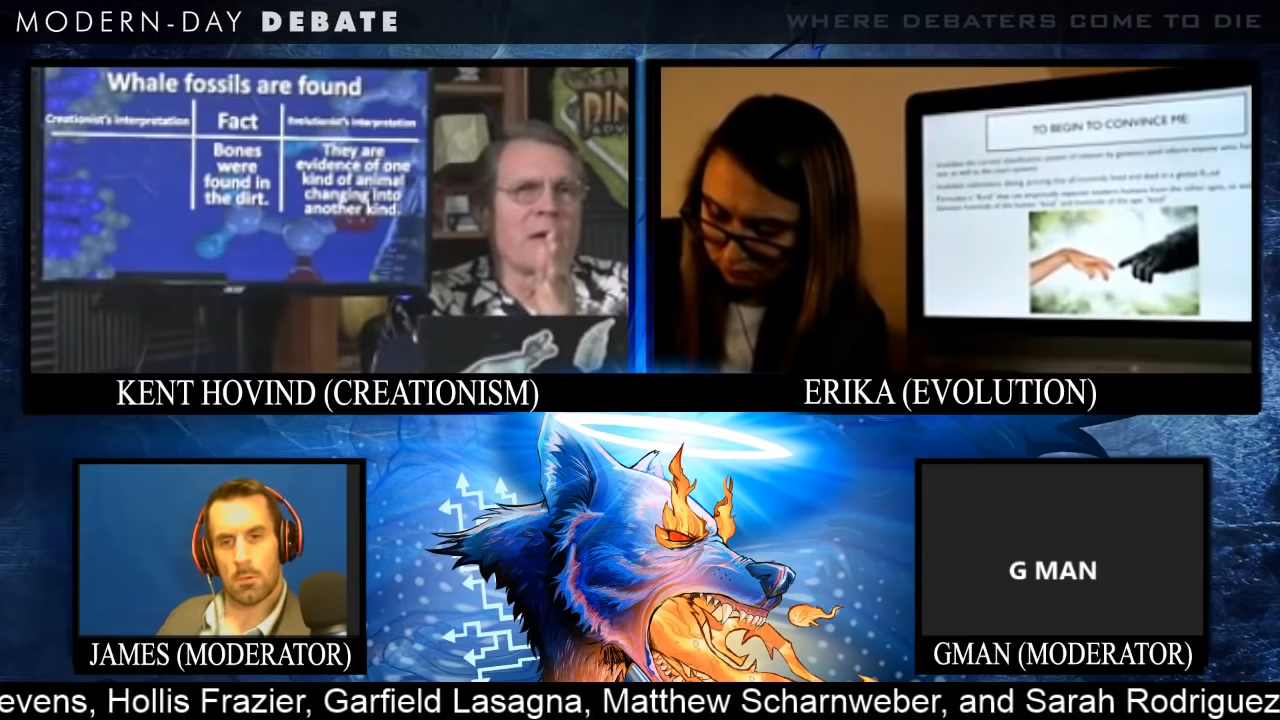 MODERN-DAY DEBATE
WHERE DEBATERS COME TO DIE
Whale fossils are found
Creationist's Interpretation
Fact
Evolutionist's Interpretation
Bones
were
found in
the dirt.
They are
evidence of one
kind of animal
changing into
another kind.
acer
DIN
TO BEGIN TO CONVINCE ME:
KENT HOVIND (CREATIONISM)
ERIKA (EVOLUTION)
G MAN
JAMES (MODERATOR)
GMAN (MODERATOR)
evens, Hollis Frazier, Garfield Lasagna, Matthew Scharnweber, and Sarah Rodriguez